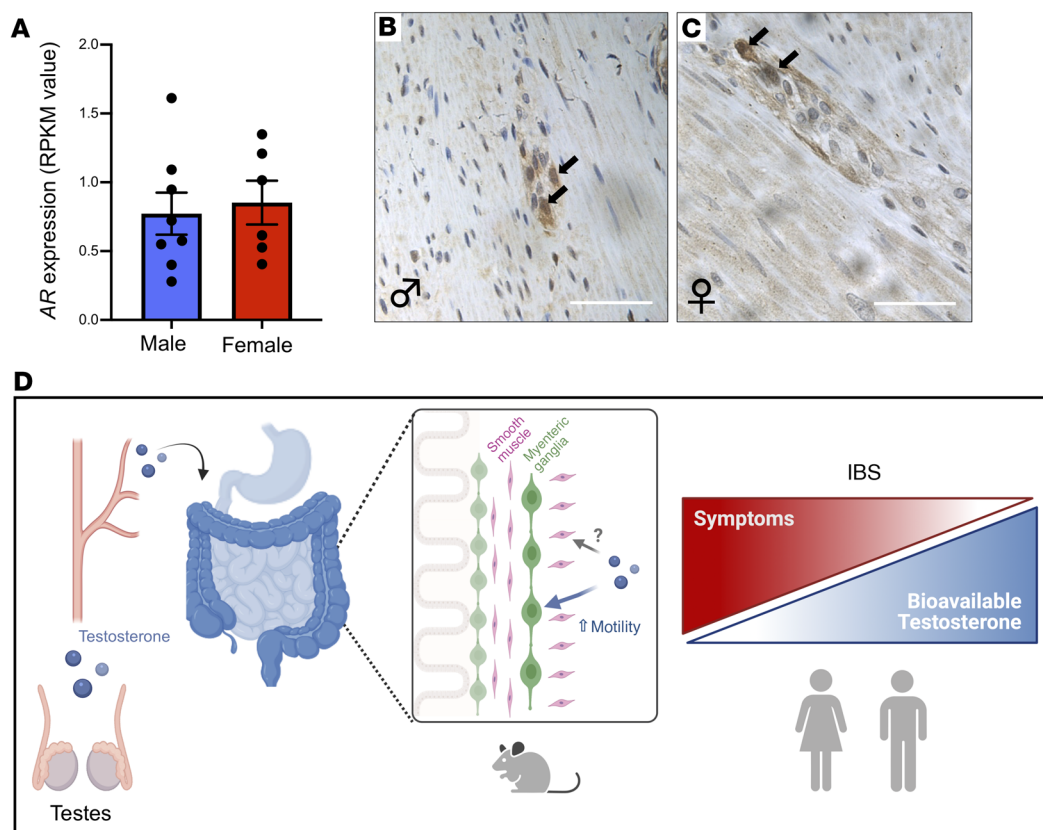 A
AR expression (RPKM value)
2.0
1.5
1.0
0.5
0.0
Male
Female
B
♂
C
♀
D
Testosterone
Testes
Smooth
muscle
Myenteric
ganglia
?
⇧ Motility
IBS
Symptoms
Bioavailable
Testosterone